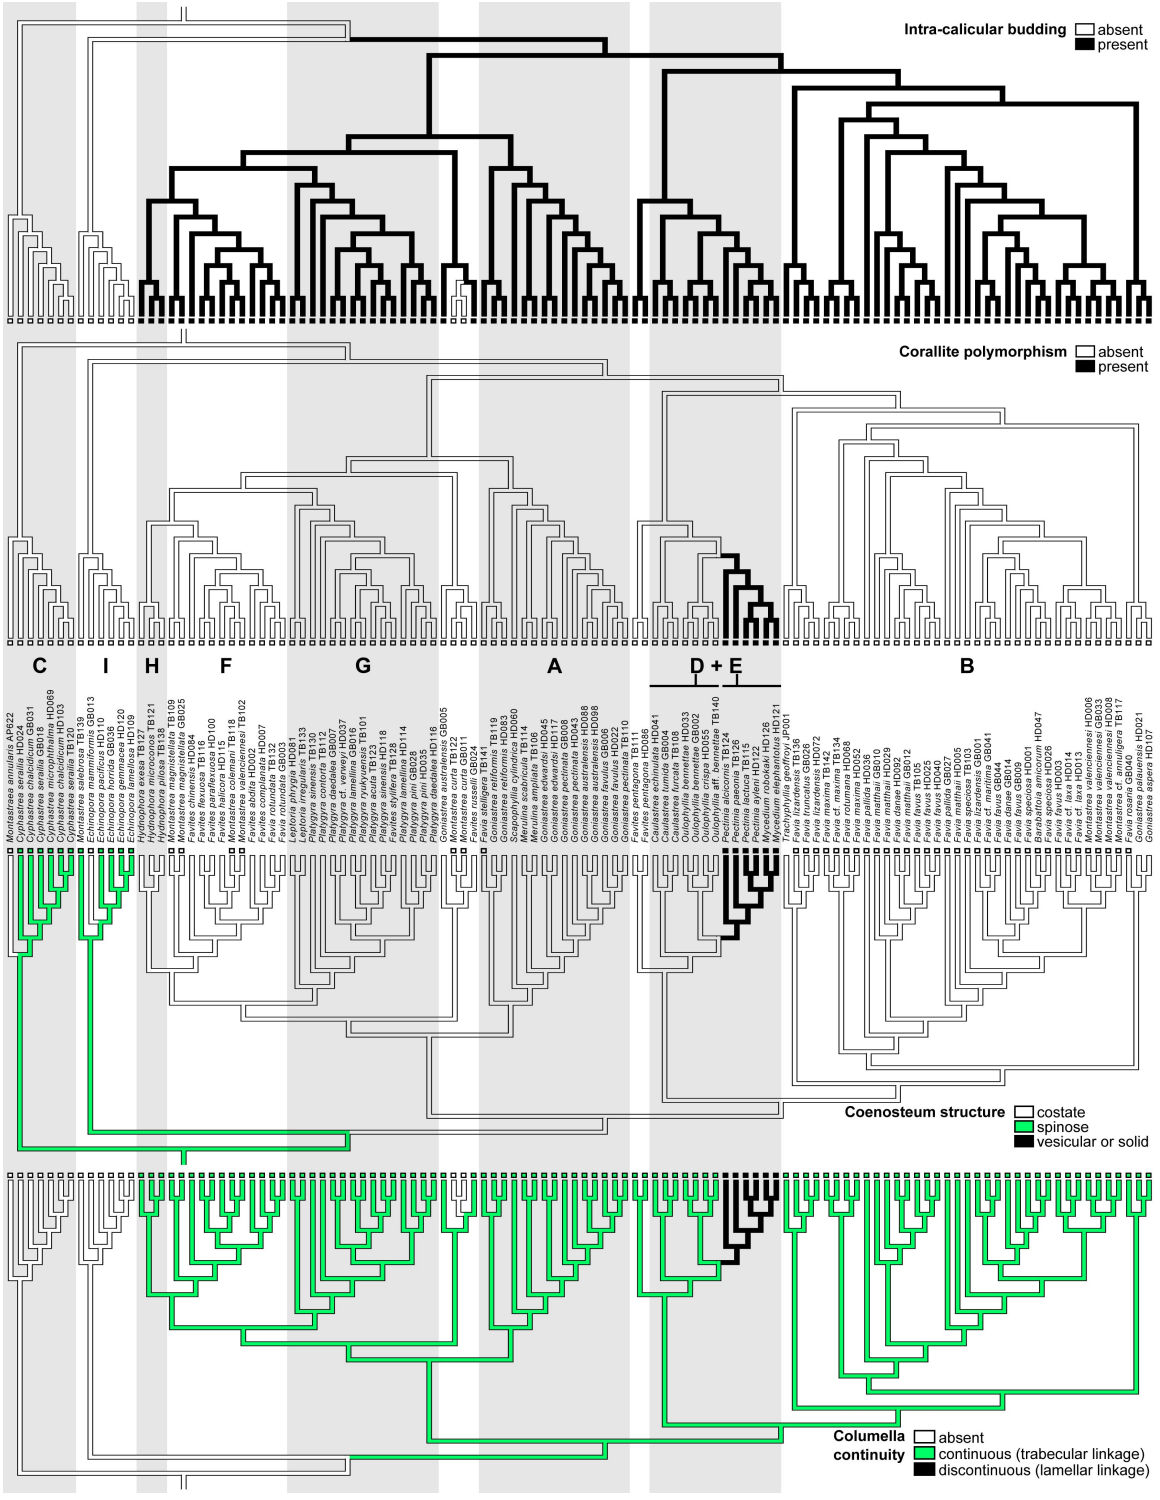 Intra-calicular budding
absent
present
Corallite polymorphism
absent
present
C I H F G A D + E B
Montastraea annularis AP622
Cyphastrea serailia HD024
Cyphastrea chalcidicum GB031
Cyphastrea serailia GB018
Cyphastrea microphthalma HD069
Cyphastrea chalcidicum HD103
Cyphastrea serailia TB120
Montastrea salebrosa TB139
Echinopora mammiformis GB013
Echinopora pacificus HD110
Echinopora horrida GB036
Echinopora gemmacea HD120
Echinopora lamellosa HD109
Hydnophora exesa TB127
Hydnophora microconos TB121
Hydnophora pilosa TB138
Montastrea magnistellata TB109
Montastrea magnistellata GB025
Favites chinensis HD084
Favites flexuosa TB116
Favites paraflexuosa HD100
Favites halicora HD115
Montastrea colemani TB118
Montastrea valenciennesi TB102
Favites abdita HD002
Favites complanata HD007
Favia rotundata TB132
Favia rotundata GB003
Leptoria phrygia HD081
Leptoria irregularis TB133
Platygyra sinensis TB130
Platygyra contorta TB112
Platygyra daedalea GB007
Platygyra cf. verweyi HD037
Platygyra lamellina GB016
Platygyra ryukyuensis TB101
Platygyra acuta TB123
Platygyra sinensis HD118
Favites stylifera TB128
Platygyra lamellina HD114
Platygyra pini GB028
Platygyra pini HD035
Platygyra daedalea HD116
Goniastrea australensis GB005
Montastrea curta TB122
Montastrea curta GB011
Favites russelli GB024
Favia stelligera TB141
Goniastrea retiformis TB119
Goniastrea retiformis HD083
Scapophyllia cylindrica HD060
Merulina scabricula TB114
Merulina ampliata TB106
Goniastrea edwardsi HD045
Goniastrea edwardsi HD117
Goniastrea pectinata GB008
Goniastrea pectinata HD043
Goniastrea australensis HD088
Goniastrea australensis HD098
Goniastrea favulus GB017
Goniastrea favulus HD022
Goniastrea pectinata TB110
Favites pentagona TB111
Favites pentagona HD086
Caulastrea echinulata HD041
Caulastrea tumida GB004
Caulastrea furcata TB108
Oulophyllia bennettae HD033
Oulophyllia bennettae GB002
Oulophyllia crispa HD055
Oulophyllia aff. bennettae TB140
Pectinia alcicornis TB124
Pectinia paeonia TB126
Pectinia lactuca TB113
Pectinia ayleni HD122
Mycedium robokaki HD126
Mycedium elephantotus HD121
Trachyphyllia geoffroyi JP001
Favia lizardensis TB136
Favia truncatus GB026
Favia lizardensis HD072
Favia maxima TB142
Favia cf. maxima TB134
Favia rotumana HD068
Favia maxima HD052
Favia pallida HD036
Favia matthaii GB010
Favia matthaii HD029
Favia danae HD044
Favia matthaii GB012
Favia favus TB105
Favia favus HD025
Favia favus HD040
Favia pallida GB027
Favia matthaii HD005
Favia speciosa TB103
Favia lizardensis GB001
Favia cf. maritima GB041
Favia favus GB044
Favia danae GB014
Favia favus GB009
Favia speciosa HD001
Barabattoia amicorum HD047
Favia speciosa HD026
Favia favus HD003
Favia cf. laxa HD014
Favia cf. laxa HD013
Montastrea valenciennesi HD006
Montastrea valenciennesi GB033
Montastrea valenciennesi HD008
Montastrea cf. annuligera TB117
Favia rosaria GB040
Goniastrea palauensis HD021
Goniastrea aspera HD107
Coenosteum structure
costate
spinose
vesicular or solid
Columella
continuity
absent
continuous (trabecular linkage)
discontinuous (lamellar linkage)